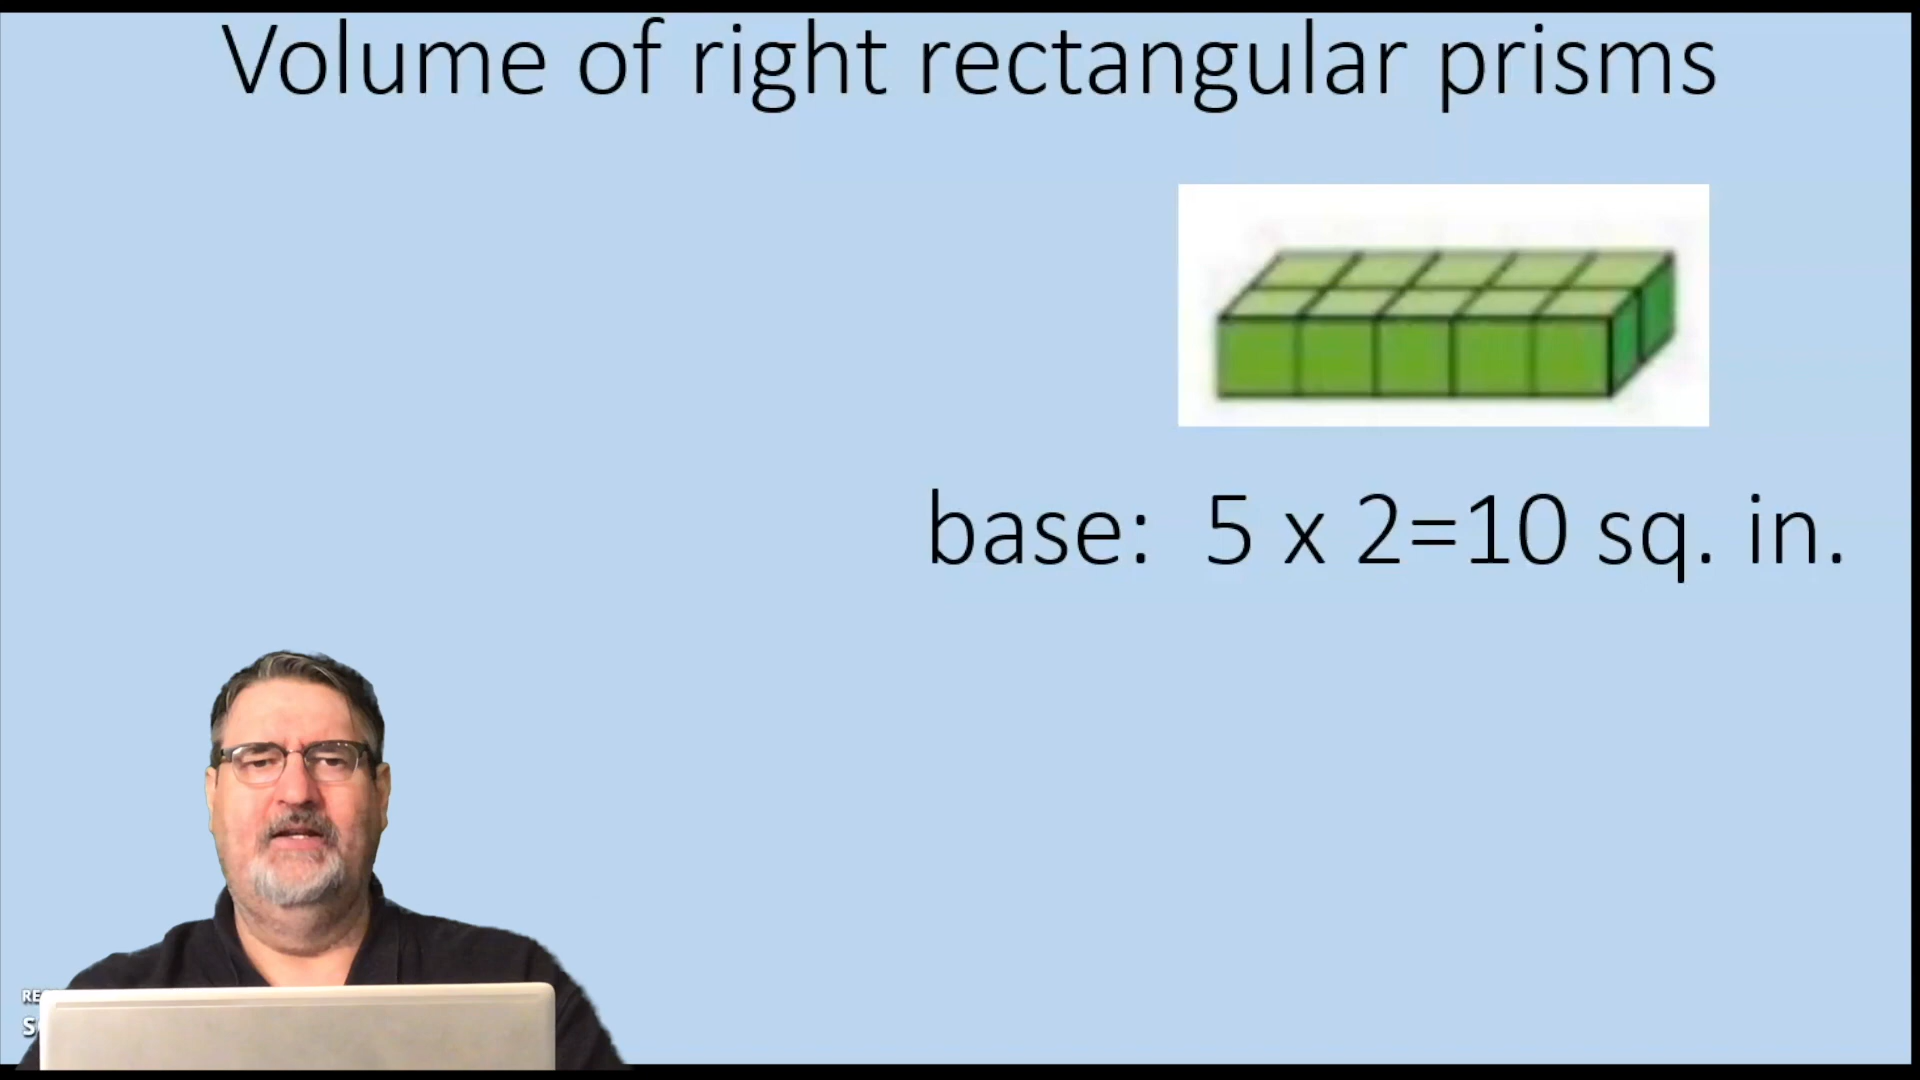 Volume of right rectangular prisms
base: 5 x 2=10 sq. in.